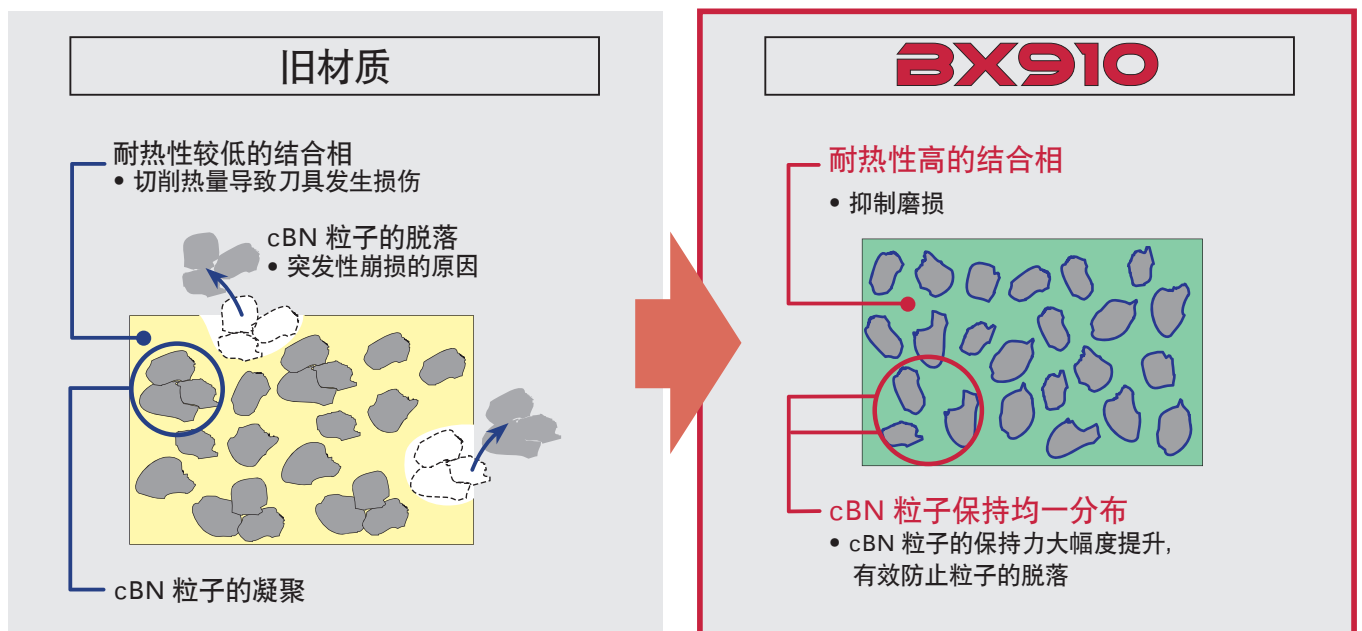 旧材质
耐热性较低的结合相
• 切削热量导致刀具发生损伤
cBN 粒子的脱落
• 突发性崩损的原因
cBN 粒子的凝聚
BX910
耐热性高的结合相
• 抑制磨损
cBN 粒子保持均一分布
• cBN 粒子的保持力大幅度提升,
有效防止粒子的脱落